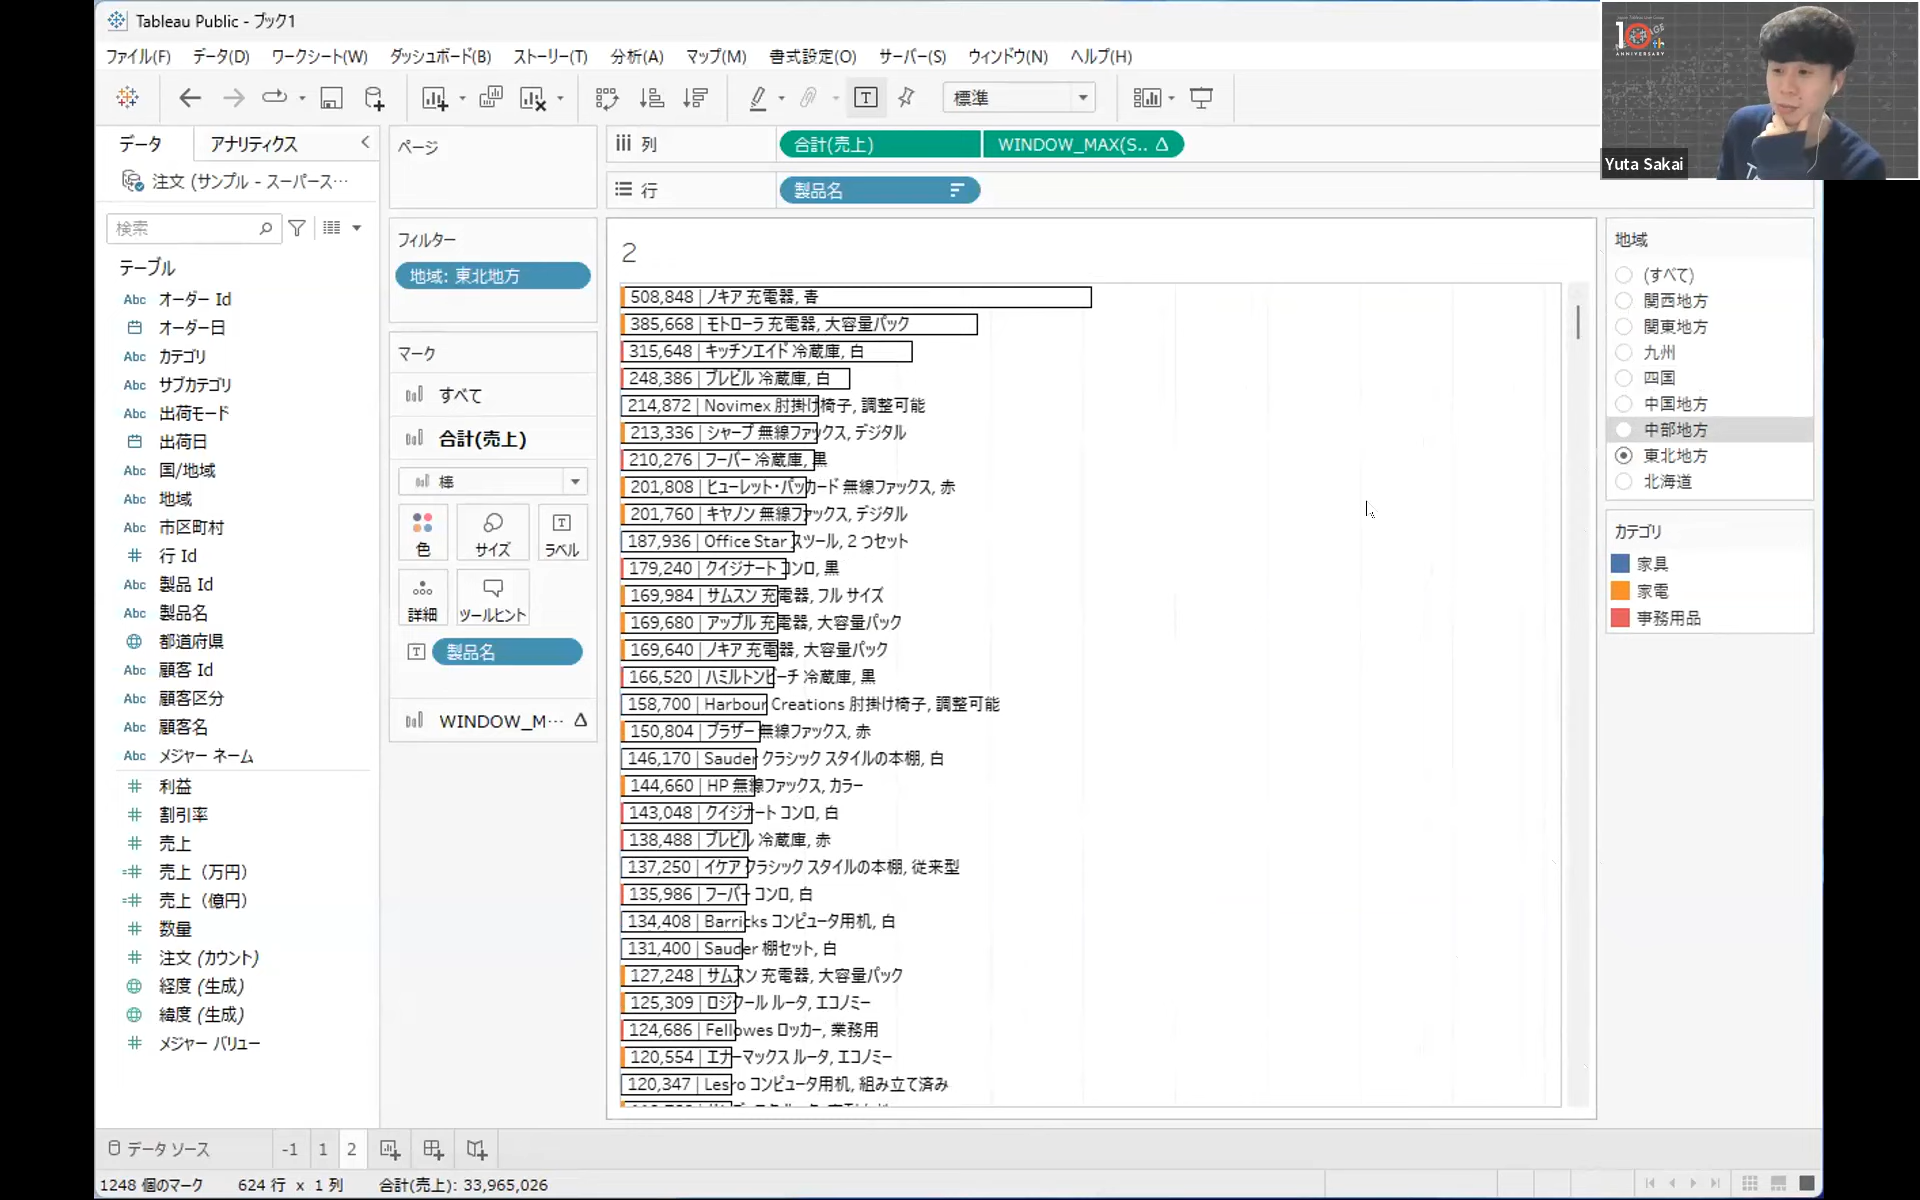 Tableau Public - ブック1
ファイル(F) データ(D) ワークシート(W) ダッシュボード(B) ストーリー(T) 分析(A) マップ(M) 書式設定(O) サーバー(S) ウィンドウ(N) ヘルプ(H)
標準
10th
ANNIVERSARY
Yuta Sakai
データ アナリティクス
注文 (サンプル - スーパース…
検索
テーブル
Abc オーダー Id
オーダー日
Abc カテゴリ
Abc サブカテゴリ
Abc 出荷モード
出荷日
Abc 国/地域
Abc 地域
Abc 市区町村
# 行 Id
Abc 製品 Id
Abc 製品名
都道府県
Abc 顧客 Id
Abc 顧客区分
Abc 顧客名
Abc メジャー ネーム
# 利益
# 割引率
# 売上
=# 売上（万円）
=# 売上（億円）
# 数量
# 注文 (カウント)
経度 (生成)
緯度 (生成)
# メジャー バリュー
ページ
フィルター
地域: 東北地方
マーク
すべて
合計(売上)
棒
色 サイズ ラベル
詳細 ツールヒント
製品名
WINDOW_M… Δ
列 合計(売上) WINDOW_MAX(S.. Δ
行 製品名
2
508,848 | ノキア 充電器, 青
385,668 | モトローラ 充電器, 大容量パック
315,648 | キッチンエイド 冷蔵庫, 白
248,386 | ブレビル 冷蔵庫, 白
214,872 | Novimex 肘掛け椅子, 調整可能
213,336 | シャープ 無線ファックス, デジタル
210,276 | フーバー 冷蔵庫, 黒
201,808 | ヒューレット・パッカード 無線ファックス, 赤
201,760 | キヤノン 無線ファックス, デジタル
187,936 | Office Star スツール, 2 つセット
179,240 | クイジナート コンロ, 黒
169,984 | サムスン 充電器, フル サイズ
169,680 | アップル 充電器, 大容量パック
169,640 | ノキア 充電器, 大容量パック
166,520 | ハミルトンビーチ 冷蔵庫, 黒
158,700 | Harbour Creations 肘掛け椅子, 調整可能
150,804 | ブラザー 無線ファックス, 赤
146,170 | Sauder クラシック スタイルの本棚, 白
144,660 | HP 無線ファックス, カラー
143,048 | クイジナート コンロ, 白
138,488 | ブレビル 冷蔵庫, 赤
137,250 | イケア クラシック スタイルの本棚, 従来型
135,986 | フーバー コンロ, 白
134,408 | Barricks コンピュータ用机, 白
131,400 | Sauder 棚セット, 白
127,248 | サムスン 充電器, 大容量パック
125,309 | ロジクール ルータ, エコノミー
124,686 | Fellowes ロッカー, 業務用
120,554 | エナーマックス ルータ, エコノミー
120,347 | Lesro コンピュータ用机, 組み立て済み
地域
(すべて)
関西地方
関東地方
九州
四国
中国地方
中部地方
東北地方
北海道
カテゴリ
家具
家電
事務用品
データ ソース -1 1 2
1248 個のマーク 624 行 x 1 列 合計(売上): 33,965,026